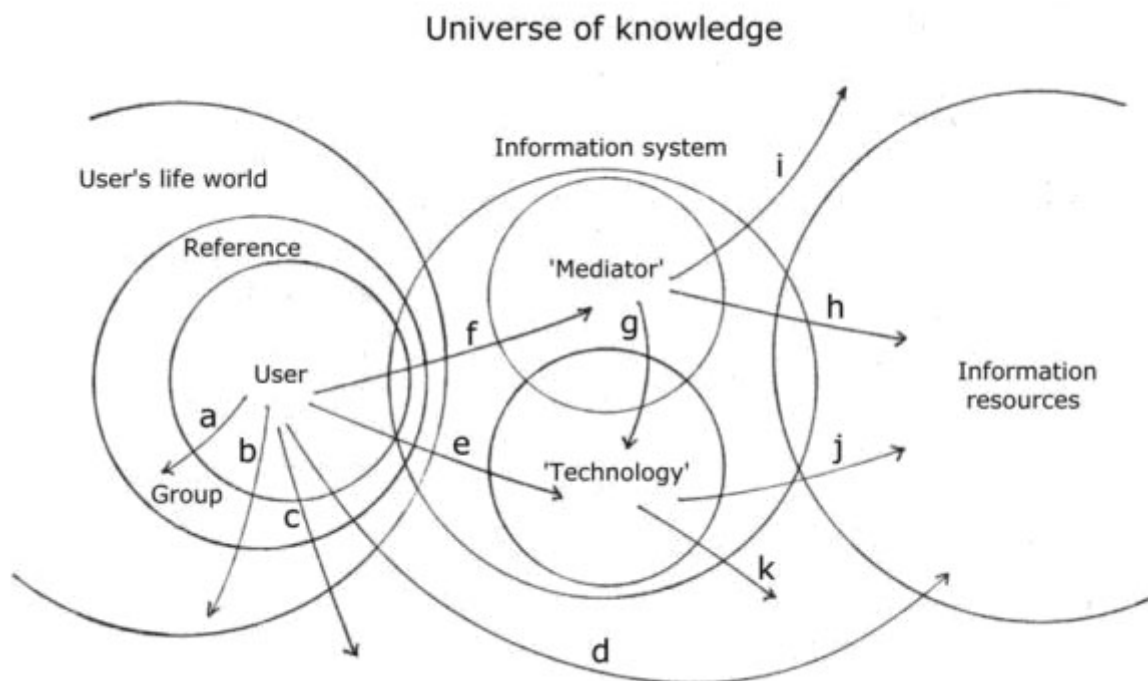 Universe of knowledge
Information system
i
User's life world
Reference
'Mediator'
h
f
g
User
Information
resources
a
b
e
j
'Technology'
Group
c
k
d